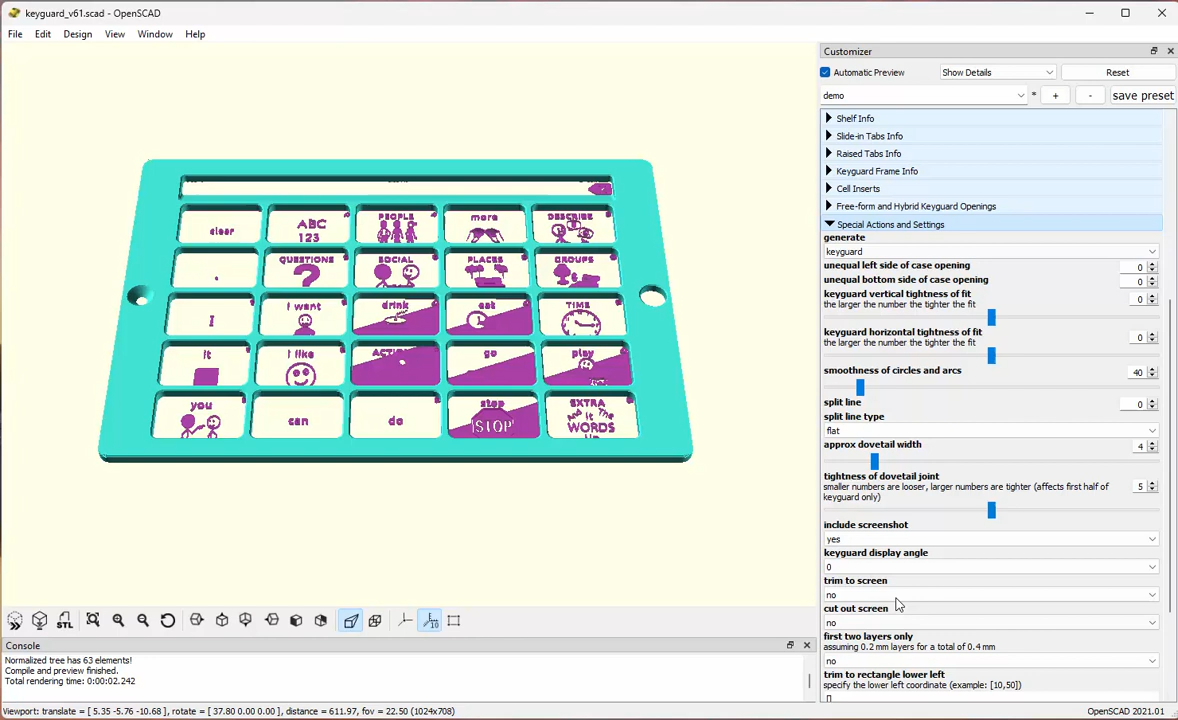 keyguard_v61.scad - OpenSCAD
File Edit Design View Window Help
Customizer
Automatic Preview Show Details Reset
demo * + - save preset
Shelf Info
Slide-in Tabs Info
Raised Tabs Info
Keyguard Frame Info
Cell Inserts
Free-form and Hybrid Keyguard Openings
Special Actions and Settings
generate
keyguard
unequal left side of case opening 0
unequal bottom side of case opening 0
keyguard vertical tightness of fit
the larger the number the tighter the fit 0
keyguard horizontal tightness of fit
the larger the number the tighter the fit 0
smoothness of circles and arcs 40
split line 0
split line type
flat
approx dovetail width 4
tightness of dovetail joint
smaller numbers are looser, larger numbers are tighter (affects first half of
keyguard only) 5
include screenshot
yes
keyguard display angle
0
trim to screen
no
cut out screen
no
first two layers only
assuming 0.2 mm layers for a total of 0.4 mm
no
trim to rectangle lower left
specify the lower left coordinate (example: [10,50])
[]
clear ABC 123 PEOPLE more DESCRIBE
. QUESTIONS SOCIAL PLACES GROUPS
I I want drink eat TIME
it I like go play
you can do stop STOP EXTRA WORDS
STL 10
Console
Normalized tree has 63 elements!
Compile and preview finished.
Total rendering time: 0:00:02.242
Viewport: translate = [ 5.35 -5.76 -10.68 ], rotate = [ 37.80 0.00 0.00 ], distance = 611.97, fov = 22.50 (1024x708) OpenSCAD 2021.01